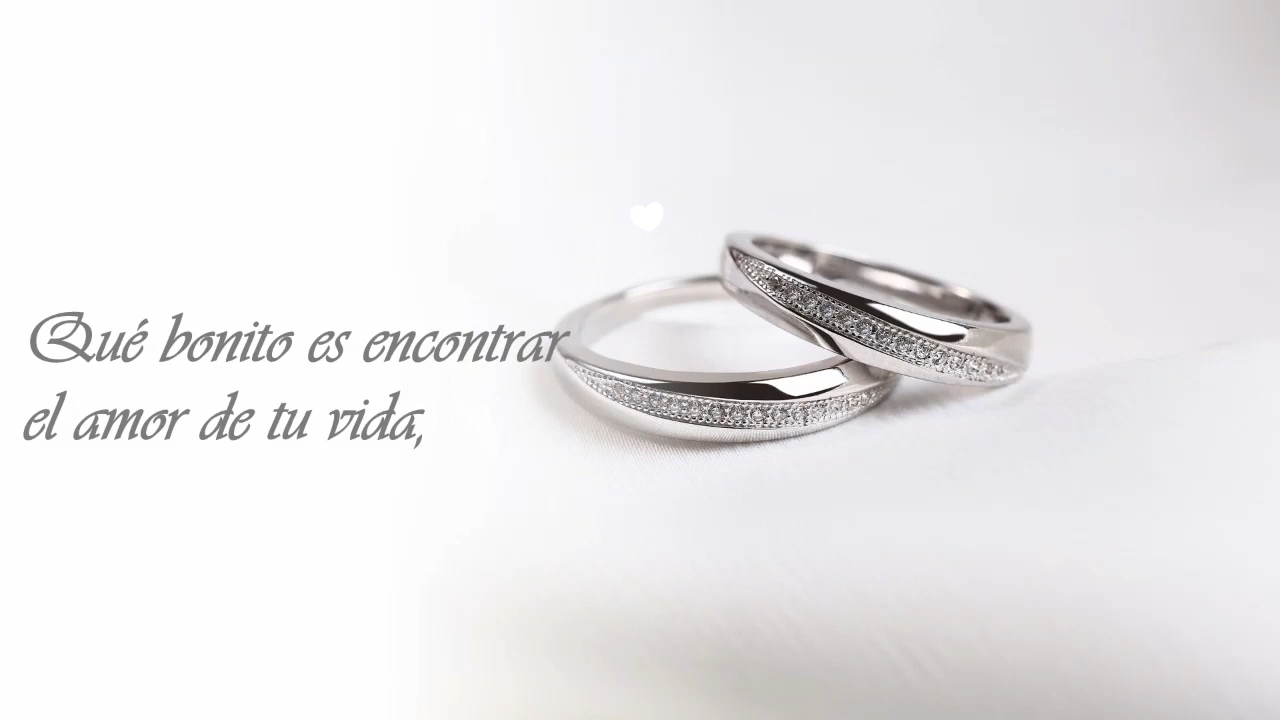 Qué bonito es encontrar
el amor de tu vida,